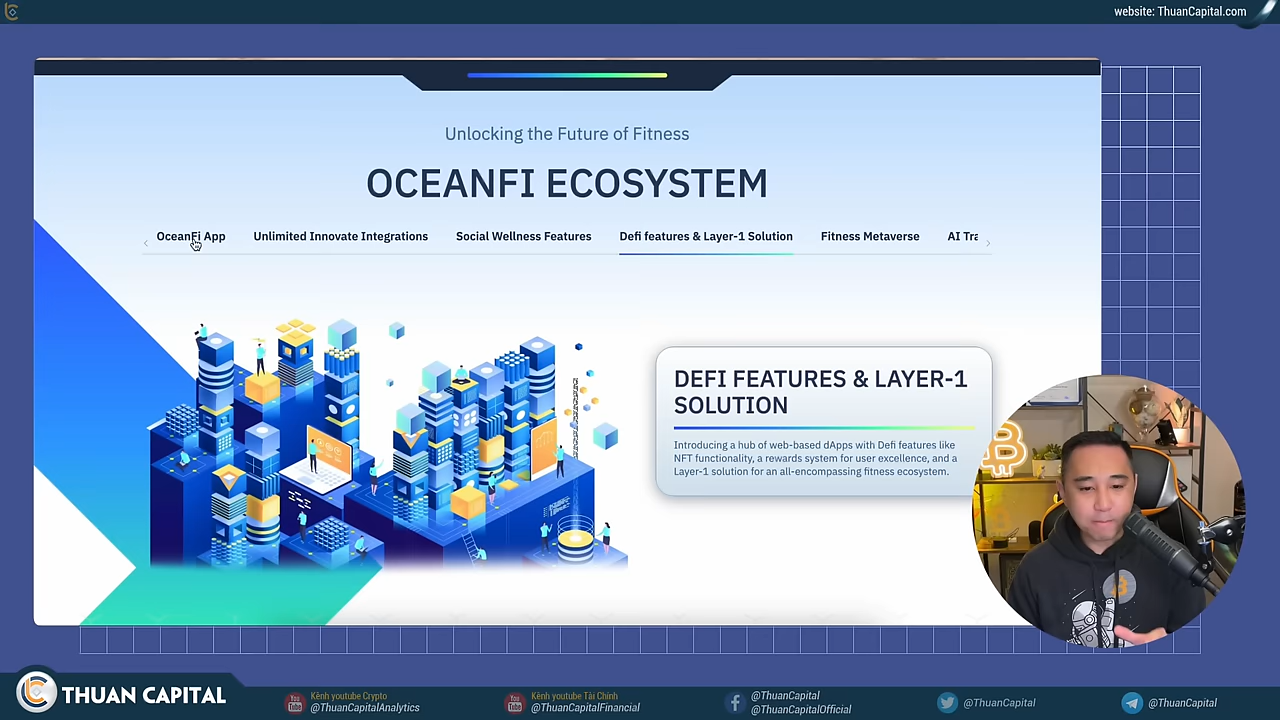 website: ThuanCapital.com
Unlocking the Future of Fitness
OCEANFI ECOSYSTEM
OceanFi App
Unlimited Innovate Integrations
Social Wellness Features
Defi features & Layer-1 Solution
Fitness Metaverse
AI Tra
DEFI FEATURES & LAYER-1
SOLUTION
Introducing a hub of web-based dApps with Defi features like
NFT functionality, a rewards system for user excellence, and a
Layer-1 solution for an all-encompassing fitness ecosystem.
THUAN CAPITAL
Kênh youtube Crypto
@ThuanCapitalAnalytics
Kênh youtube Tài Chính
@ThuanCapitalFinancial
@ThuanCapital
@ThuanCapitalOfficial
@ThuanCapital
@ThuanCapital